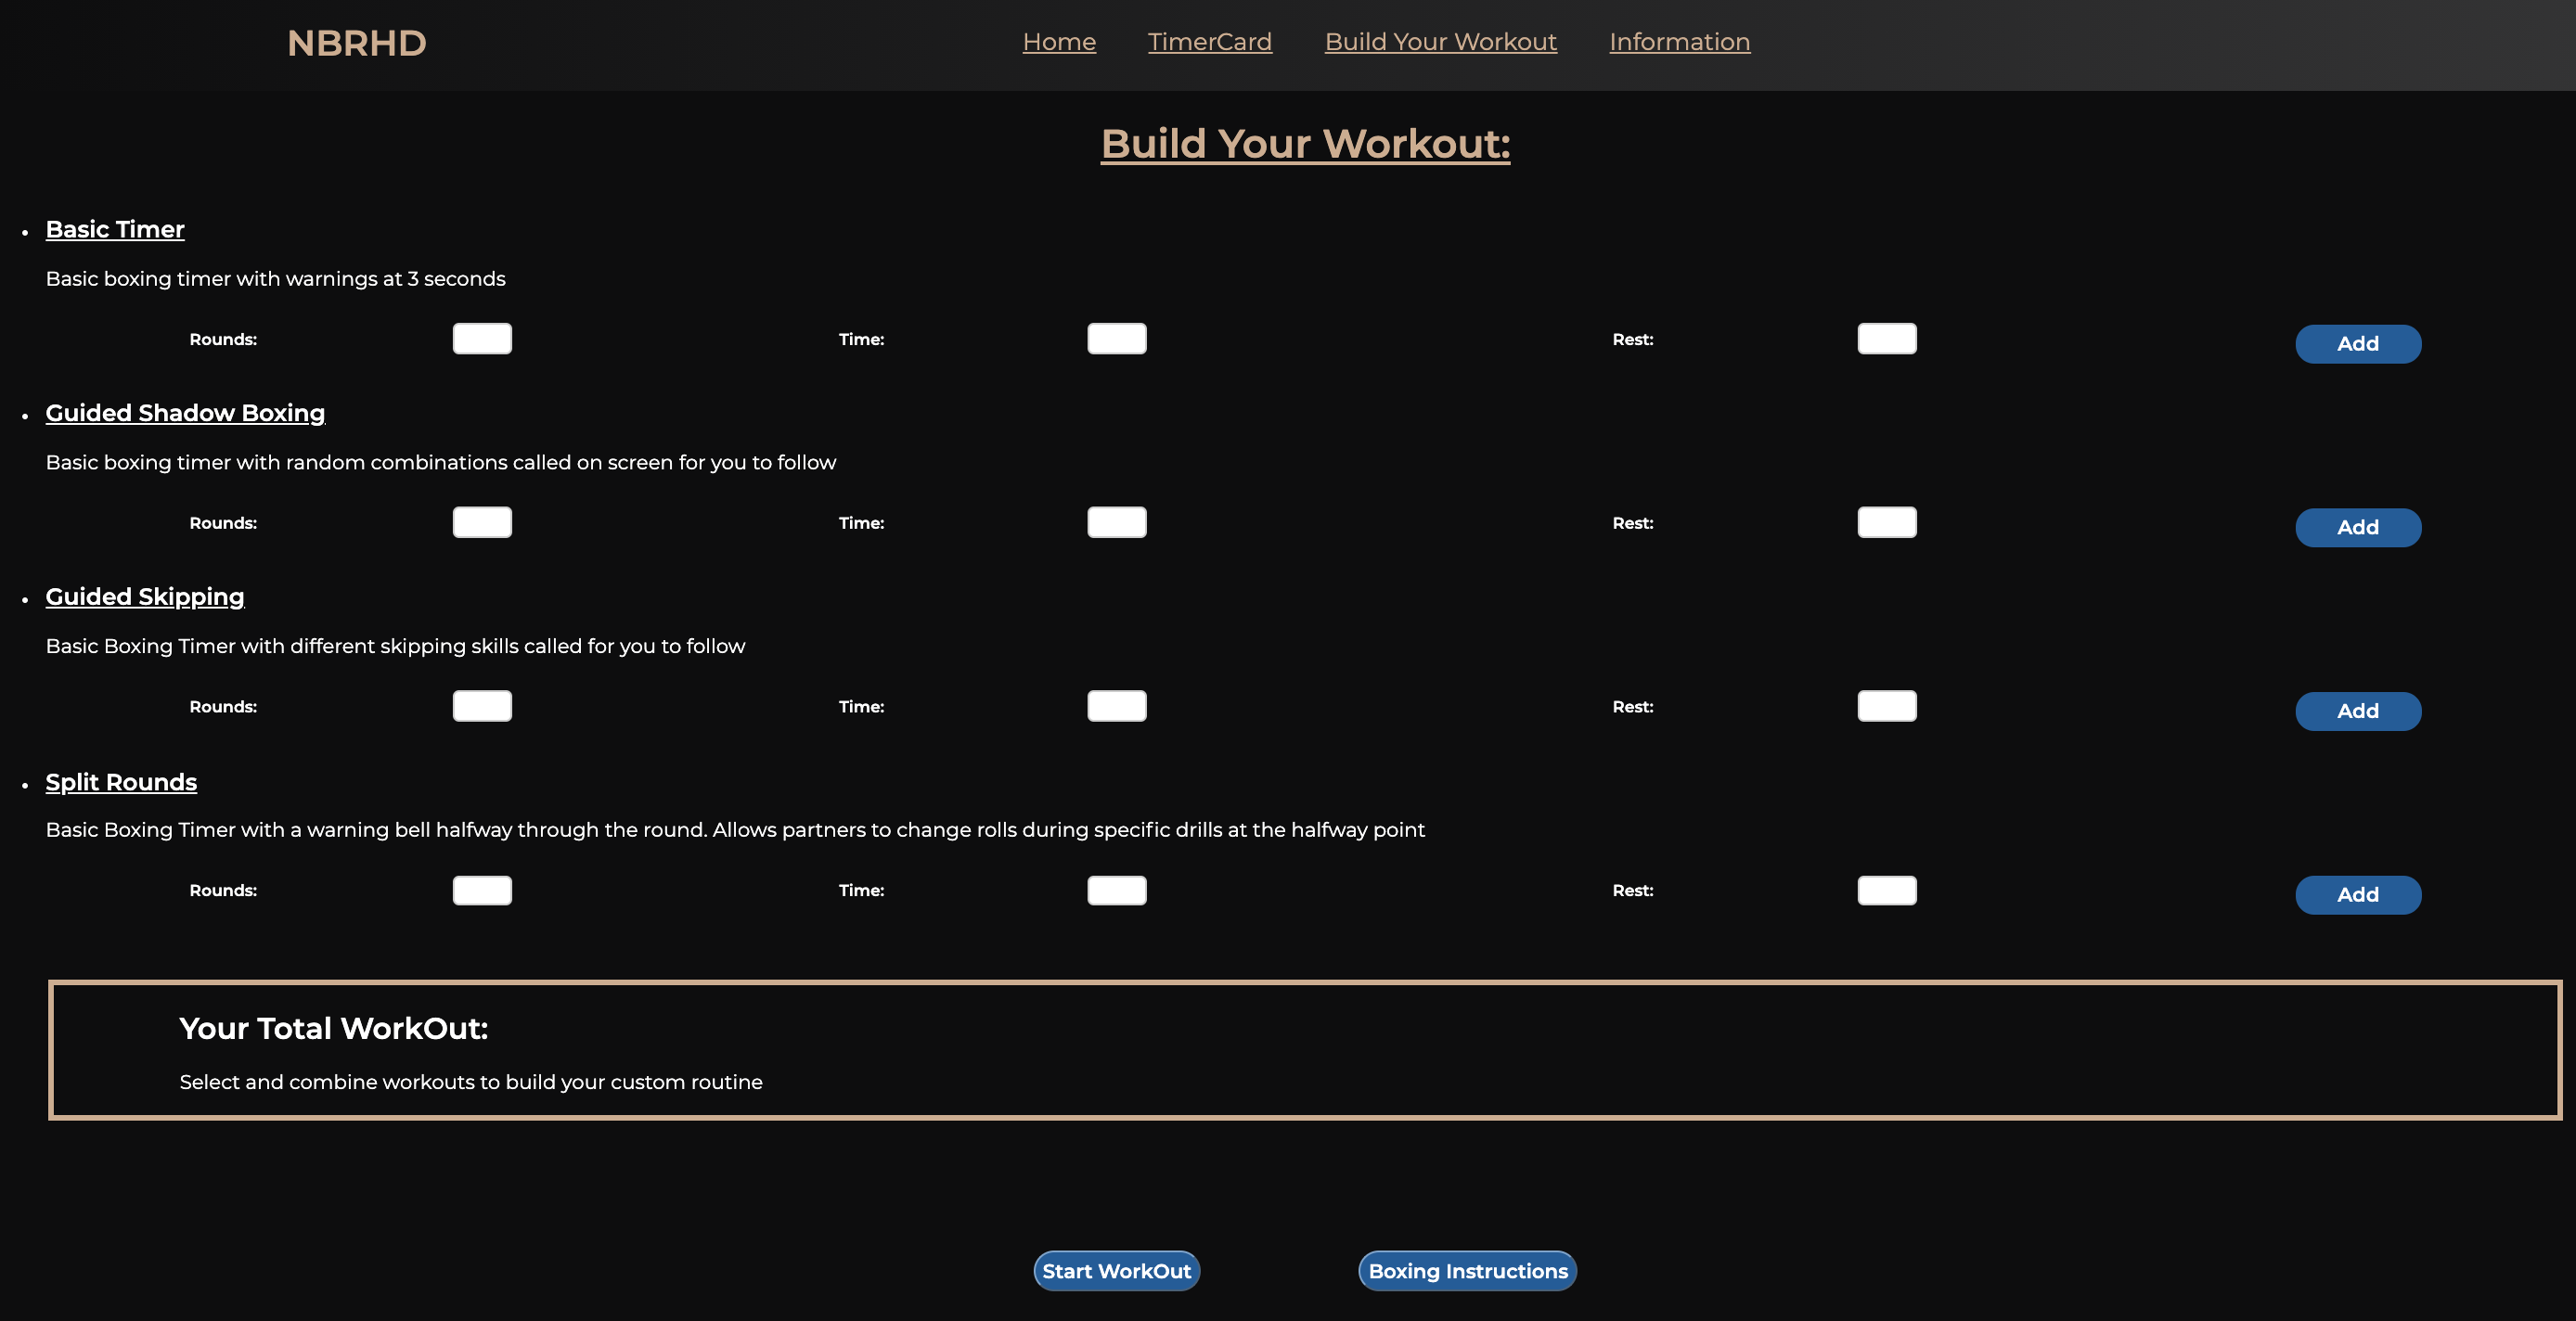 NBRHD Home TimerCard Build Your Workout Information
Build Your Workout:
Basic Timer
Basic boxing timer with warnings at 3 seconds
Rounds: Time: Rest: Add
Guided Shadow Boxing
Basic boxing timer with random combinations called on screen for you to follow
Rounds: Time: Rest: Add
Guided Skipping
Basic Boxing Timer with different skipping skills called for you to follow
Rounds: Time: Rest: Add
Split Rounds
Basic Boxing Timer with a warning bell halfway through the round. Allows partners to change rolls during specific drills at the halfway point
Rounds: Time: Rest: Add
Your Total WorkOut:
Select and combine workouts to build your custom routine
Start WorkOut Boxing Instructions